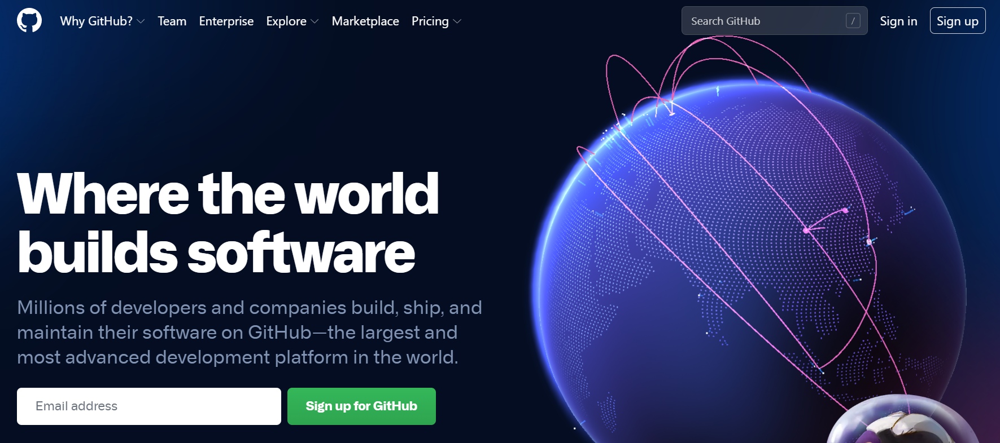 Why GitHub? Team Enterprise Explore Marketplace Pricing Search GitHub / Sign in Sign up
Where the world
builds software
Millions of developers and companies build, ship, and
maintain their software on GitHub—the largest and
most advanced development platform in the world.
Email address Sign up for GitHub